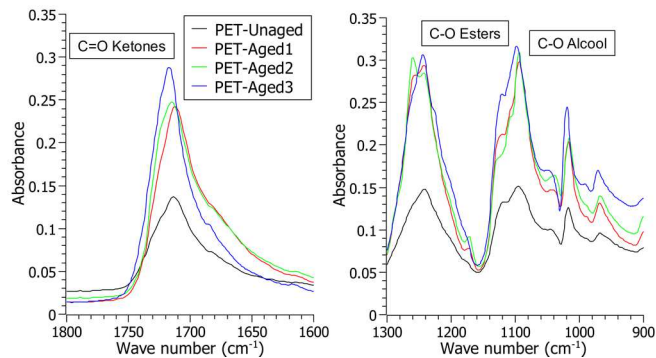 C=O Ketones
PET-Unaged
PET-Aged1
PET-Aged2
PET-Aged3
0.35
0.3
0.25
0.2
0.15
0.1
0.05
0
Absorbance
1800 1750 1700 1650 1600
Wave number (cm-1)
C-O Esters
C-O Alcool
0.35
0.3
0.25
0.2
0.15
0.1
0.05
0
Absorbance
1300 1200 1100 1000 900
Wave number (cm-1)